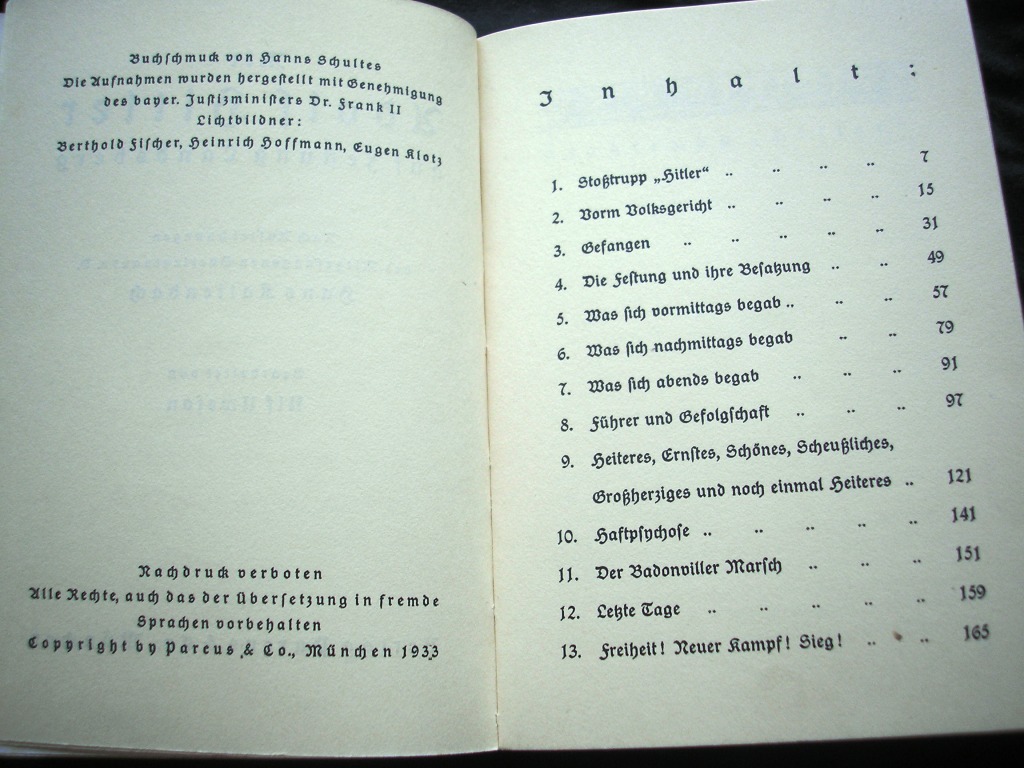 Buchschmuck von Hanns Schultes
Die Aufnahmen wurden hergestellt mit Genehmigung
des bayer. Justizministers Dr. Frank II
Lichtbildner:
Berthold Fischer, Heinrich Hoffmann, Eugen Klotz
Nachdruck verboten
Alle Rechte, auch das der Übersetzung in fremde
Sprachen vorbehalten
Copyright by Parcus & Co., München 1933
Inhalt:
1. Stoßtrupp „Hitler“ .. .. .. .. 7
2. Vorm Volksgericht .. .. .. .. 15
3. Gefangen .. .. .. .. .. 31
4. Die Festung und ihre Besatzung .. .. 49
5. Was sich vormittags begab .. .. .. 57
6. Was sich nachmittags begab .. .. 79
7. Was sich abends begab .. .. .. 91
8. Führer und Gefolgschaft .. .. .. 97
9. Heiteres, Ernstes, Schönes, Scheußliches,
Großherziges und noch einmal Heiteres .. 121
10. Haftpsychose .. .. .. .. .. 141
11. Der Badonviller Marsch .. .. .. 151
12. Letzte Tage .. .. .. .. .. 159
13. Freiheit! Neuer Kampf! Sieg! .. .. 165